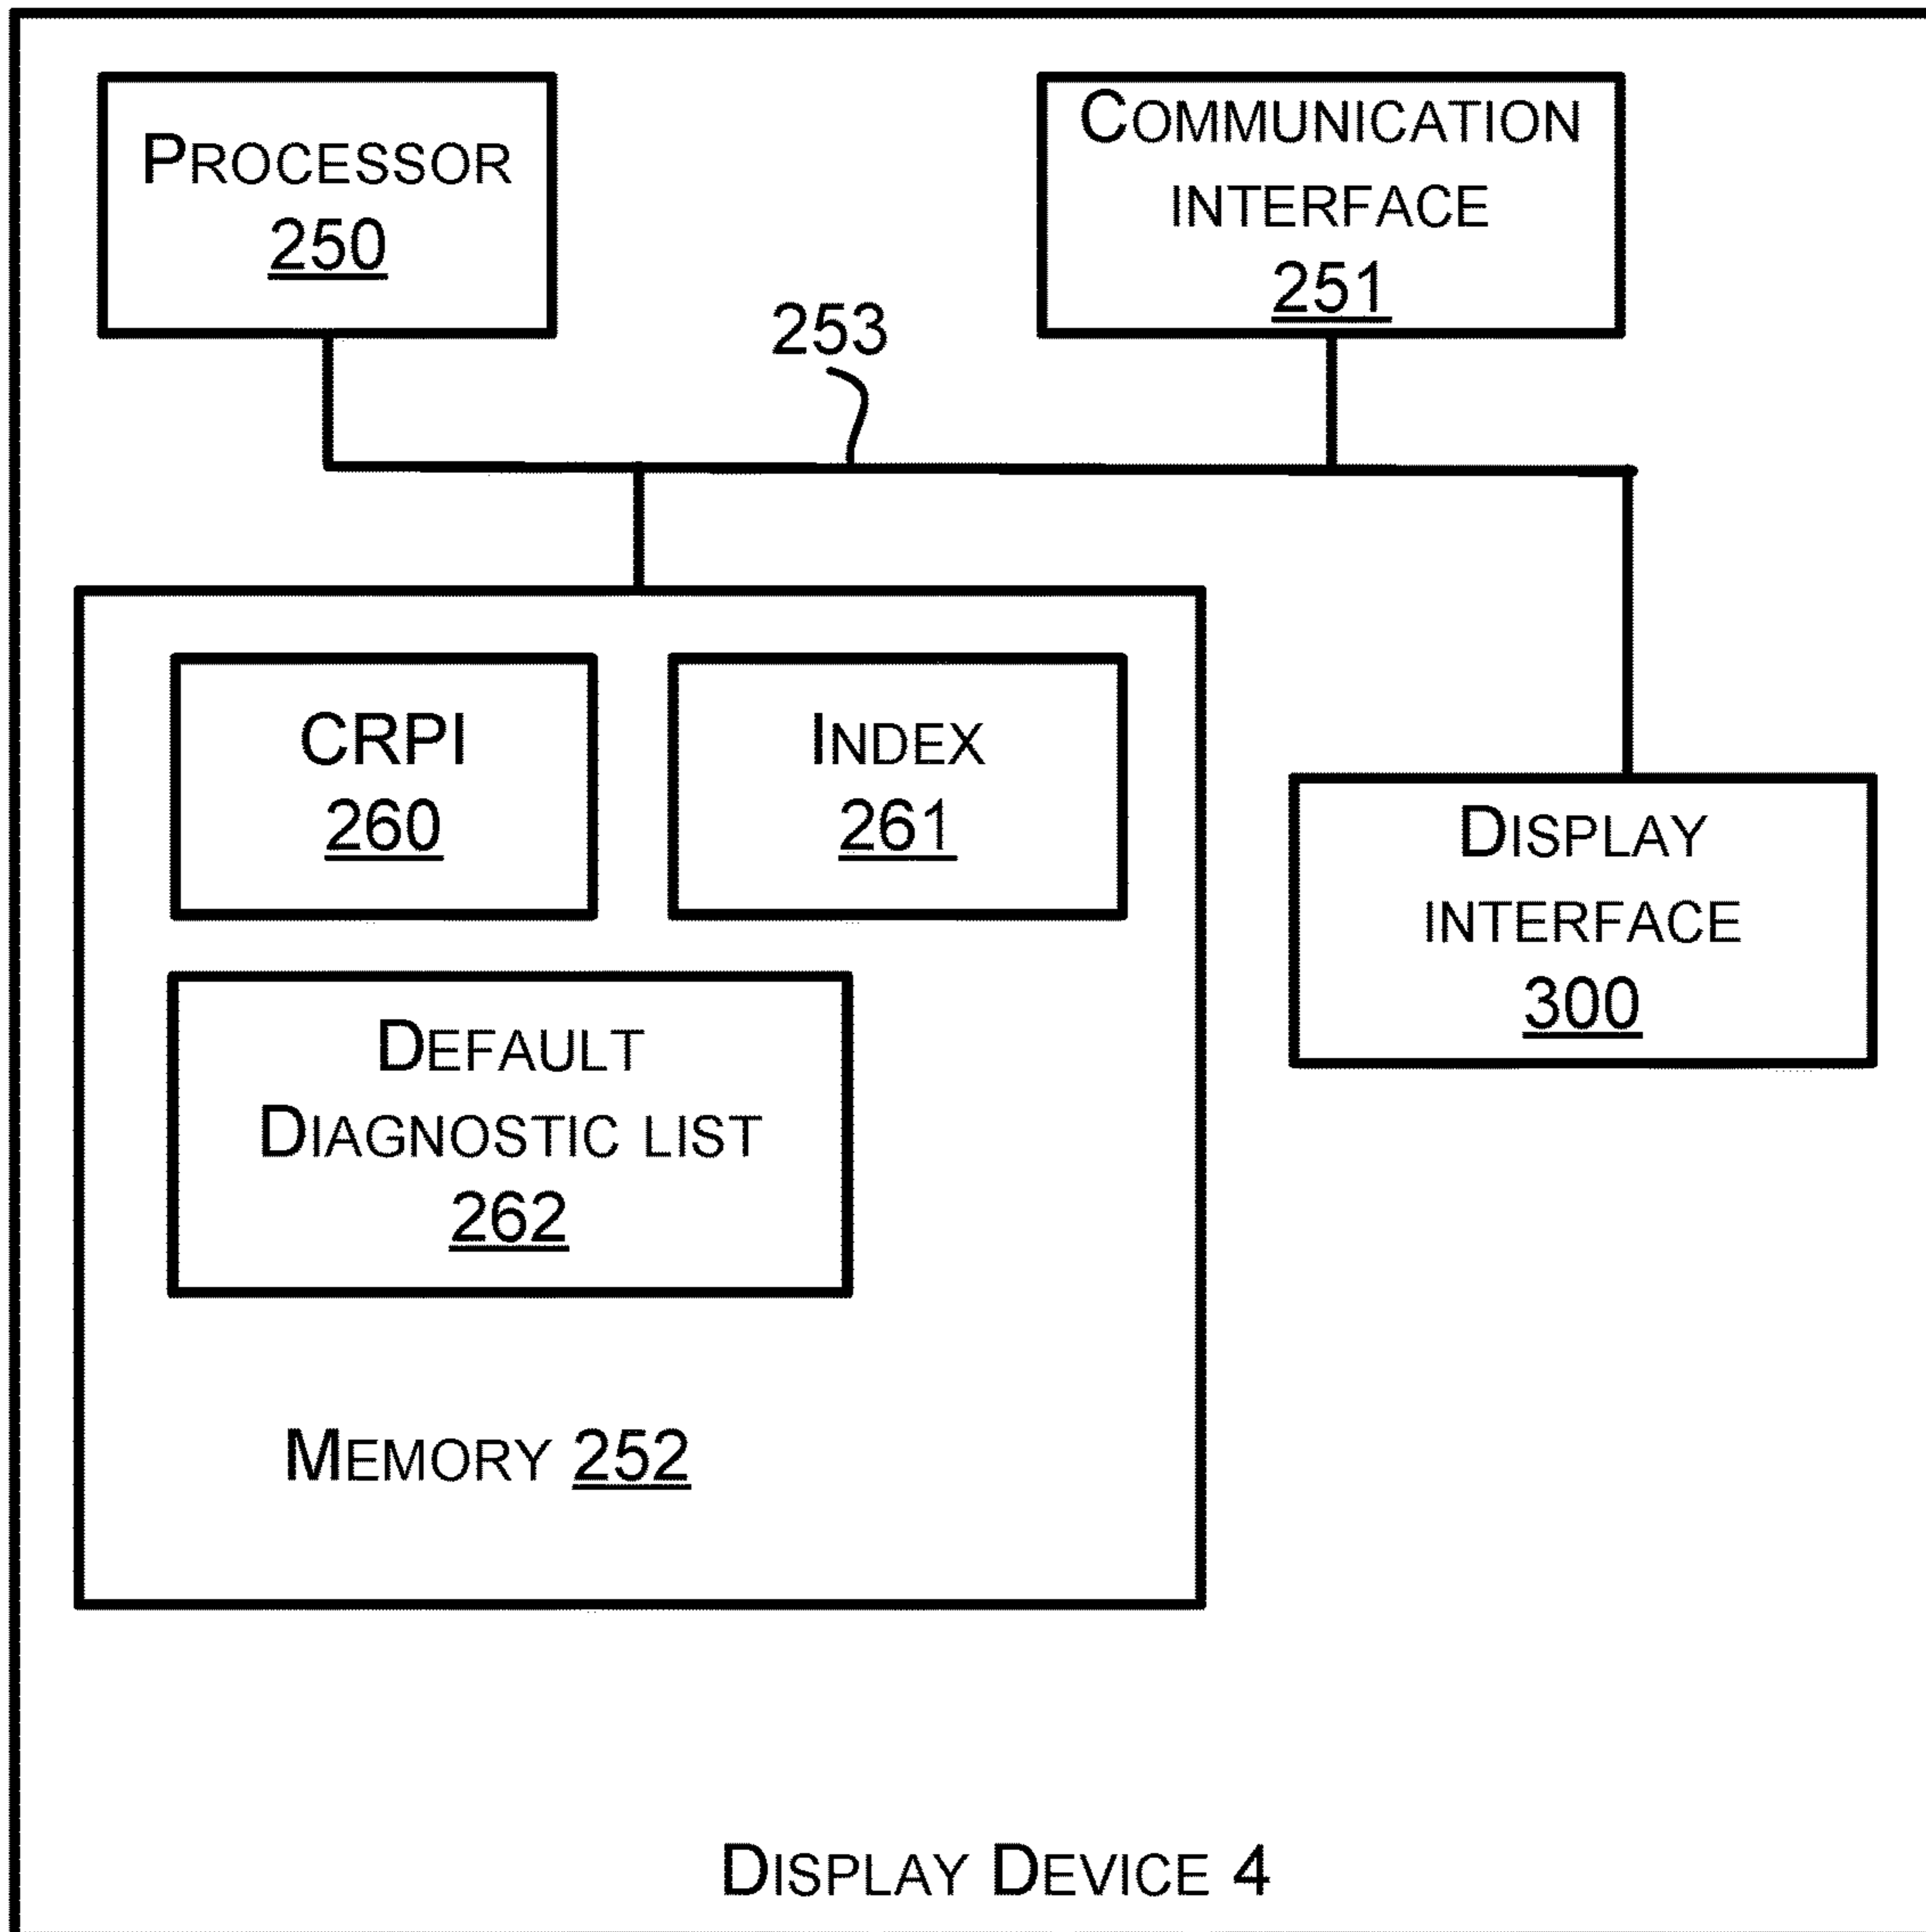 PROCESSOR
250
COMMUNICATION
INTERFACE
251
253
CRPI
260
INDEX
261
DISPLAY
INTERFACE
300
DEFAULT
DIAGNOSTIC LIST
262
MEMORY 252
DISPLAY DEVICE 4